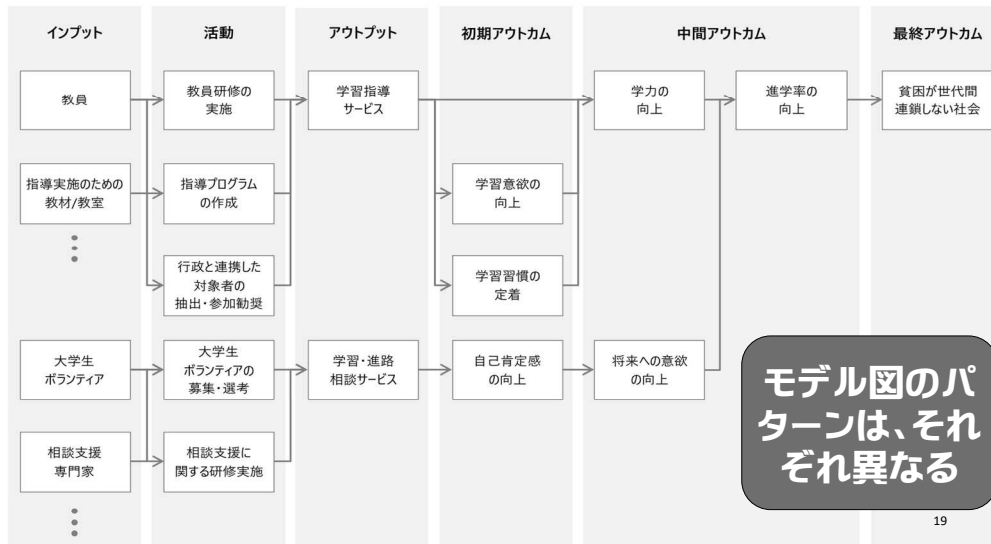 インプット
活動
アウトプット
初期アウトカム
中間アウトカム
最終アウトカム
教員
教員研修の
実施
学習指導
サービス
学力の
向上
進学率の
向上
貧困が世代間
連鎖しない社会
指導実施のための
教材/教室
指導プログラム
の作成
学習意欲の
向上
行政と連携した
対象者の
抽出・参加勧奨
学習習慣の
定着
大学生
ボランティア
大学生
ボランティアの
募集・選考
学習・進路
相談サービス
自己肯定感
の向上
将来への意欲
の向上
相談支援
専門家
相談支援に
関する研修実施
モデル図のパ
ターンは、それ
ぞれ異なる
19